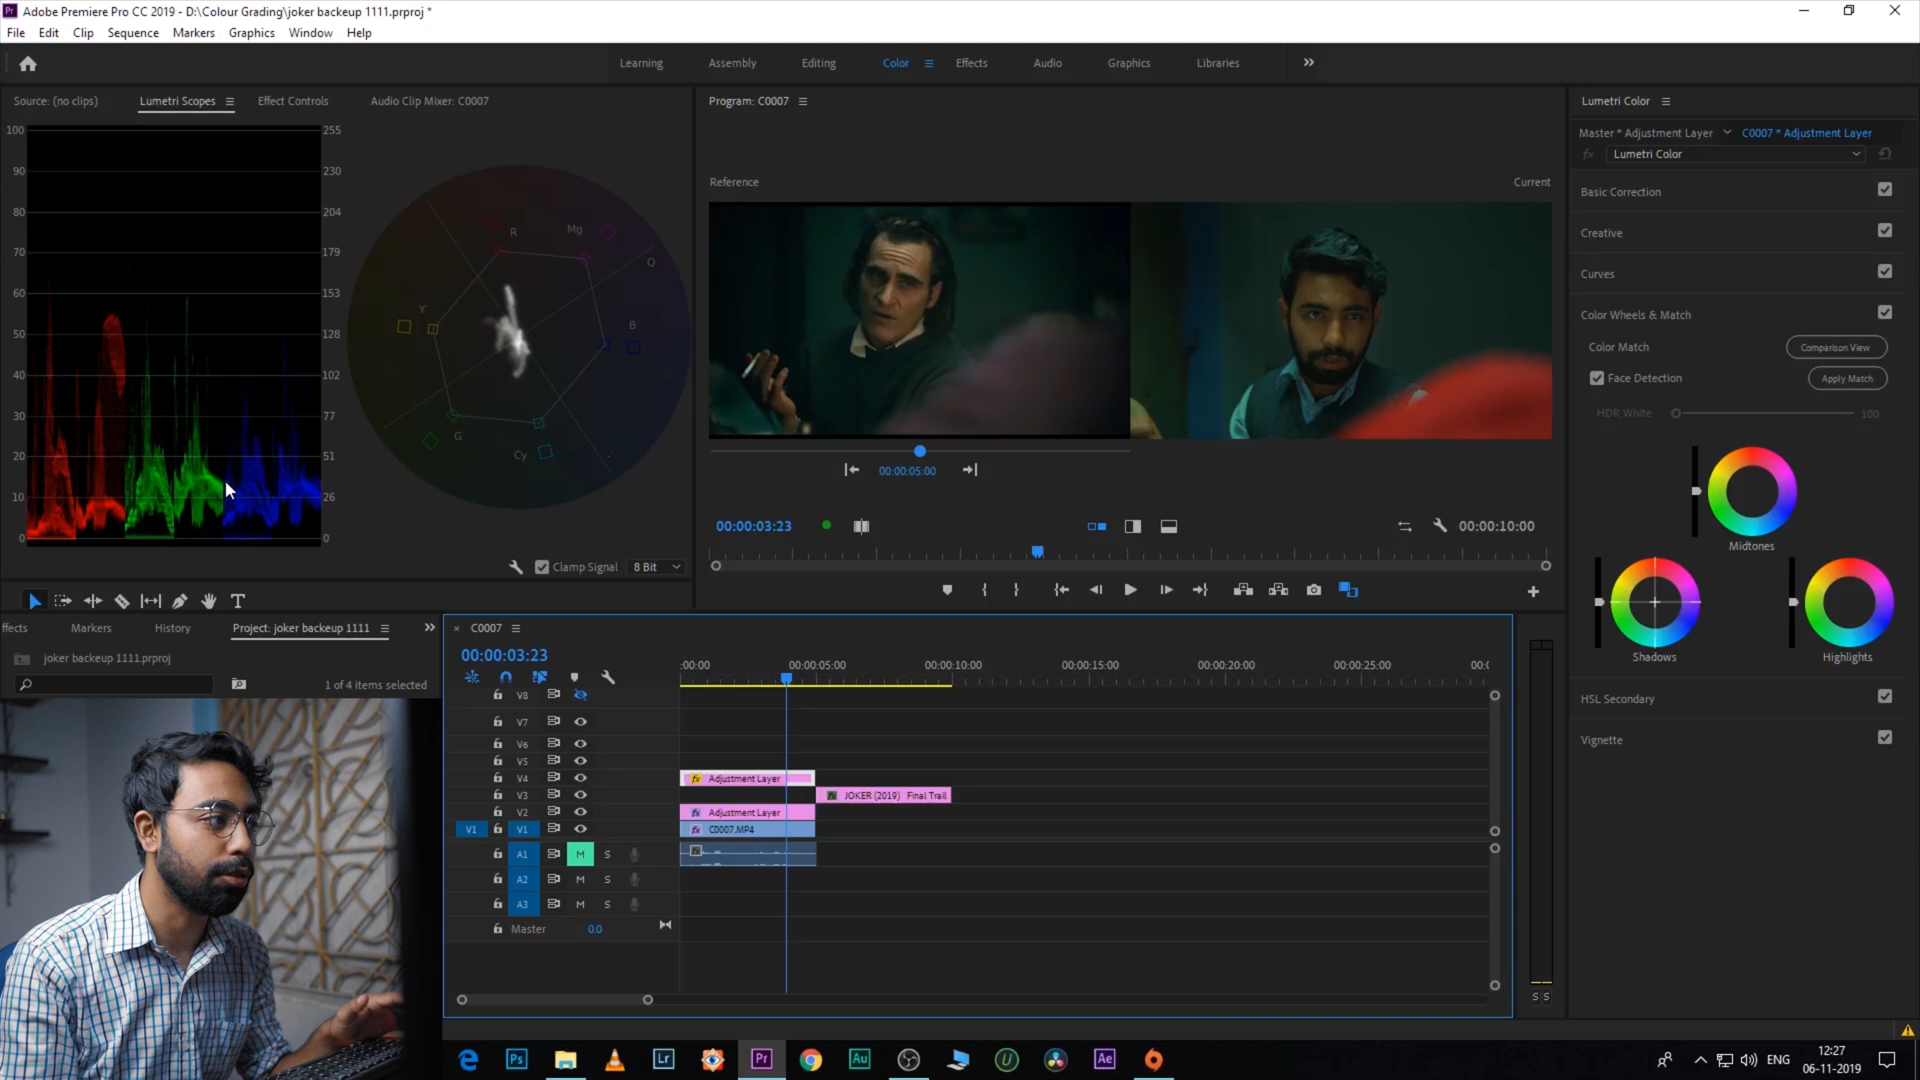 Adobe Premiere Pro CC 2019 - D:\Colour Grading\joker backeup 1111.prproj *
File Edit Clip Sequence Markers Graphics Window Help
Learning Assembly Editing Color Effects Audio Graphics Libraries
Source: (no clips) Lumetri Scopes Effect Controls Audio Clip Mixer: C0007
100 255
90 230
80 204
70 179
60 153
50 128
40 102
30 77
20 51
10 26
0 0
R Mg Q B Cy G Y
Clamp Signal 8 Bit
Program: C0007
Reference Current
00:00:05:00
00:00:03:23 00:00:10:00
Lumetri Color
Master * Adjustment Layer C0007 * Adjustment Layer
fx Lumetri Color
Basic Correction
Creative
Curves
Color Wheels & Match
Color Match Comparison View
Face Detection Apply Match
HDR White 100
Midtones
Shadows Highlights
HSL Secondary
Vignette
T
ffects Markers History Project: joker backeup 1111
joker backeup 1111.prproj
1 of 4 items selected
C0007
00:00:03:23
:00:00 00:00:05:00 00:00:10:00 00:00:15:00 00:00:20:00 00:00:25:00 00:(
V8
V7
V6
V5
V4 fx Adjustment Layer
V3 JOKER (2019) Final Trail
V2 fx Adjustment Layer
V1 V1 fx C0007.MP4
A1 M S
A2 M S
A3 M S
Master 0.0
S S
Ps Lr Pr Au U Ae
ENG
12:27
06-11-2019